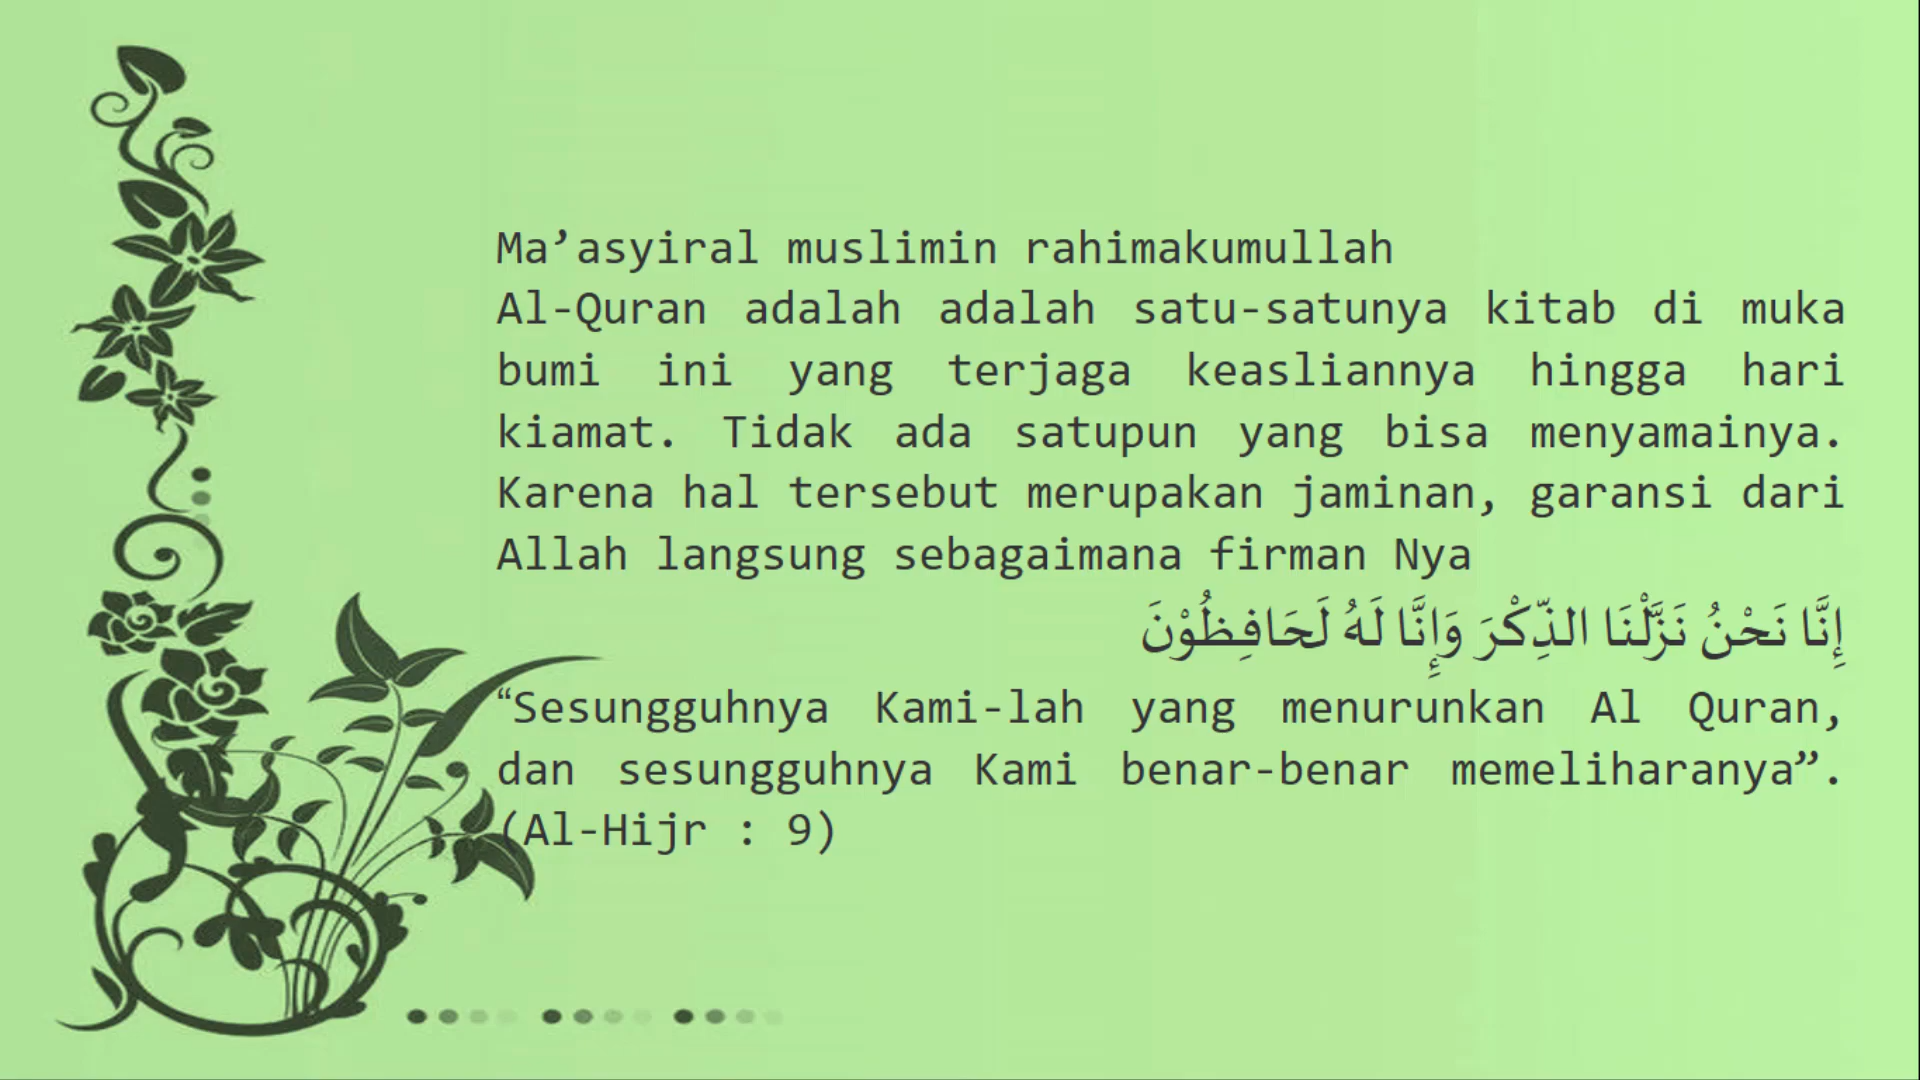 Ma’asyiral muslimin rahimakumullah
Al-Quran adalah adalah satu-satunya kitab di muka
bumi ini yang terjaga keasliannya hingga hari
kiamat. Tidak ada satupun yang bisa menyamainya.
Karena hal tersebut merupakan jaminan, garansi dari
Allah langsung sebagaimana firman Nya
إِنَّا نَحْنُ نَزَّلْنَا الذِّكْرَ وَإِنَّا لَهُ لَحَافِظُوْنَ
“Sesungguhnya Kami-lah yang menurunkan Al Quran,
dan sesungguhnya Kami benar-benar memeliharanya”.
(Al-Hijr : 9)